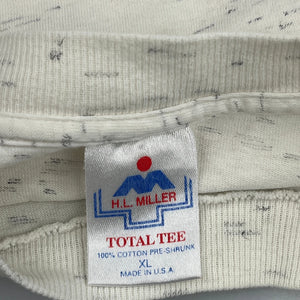 H.L. MILLER
TOTAL TEE
100% COTTON PRE-SHRUNK
XL
MADE IN U.S.A